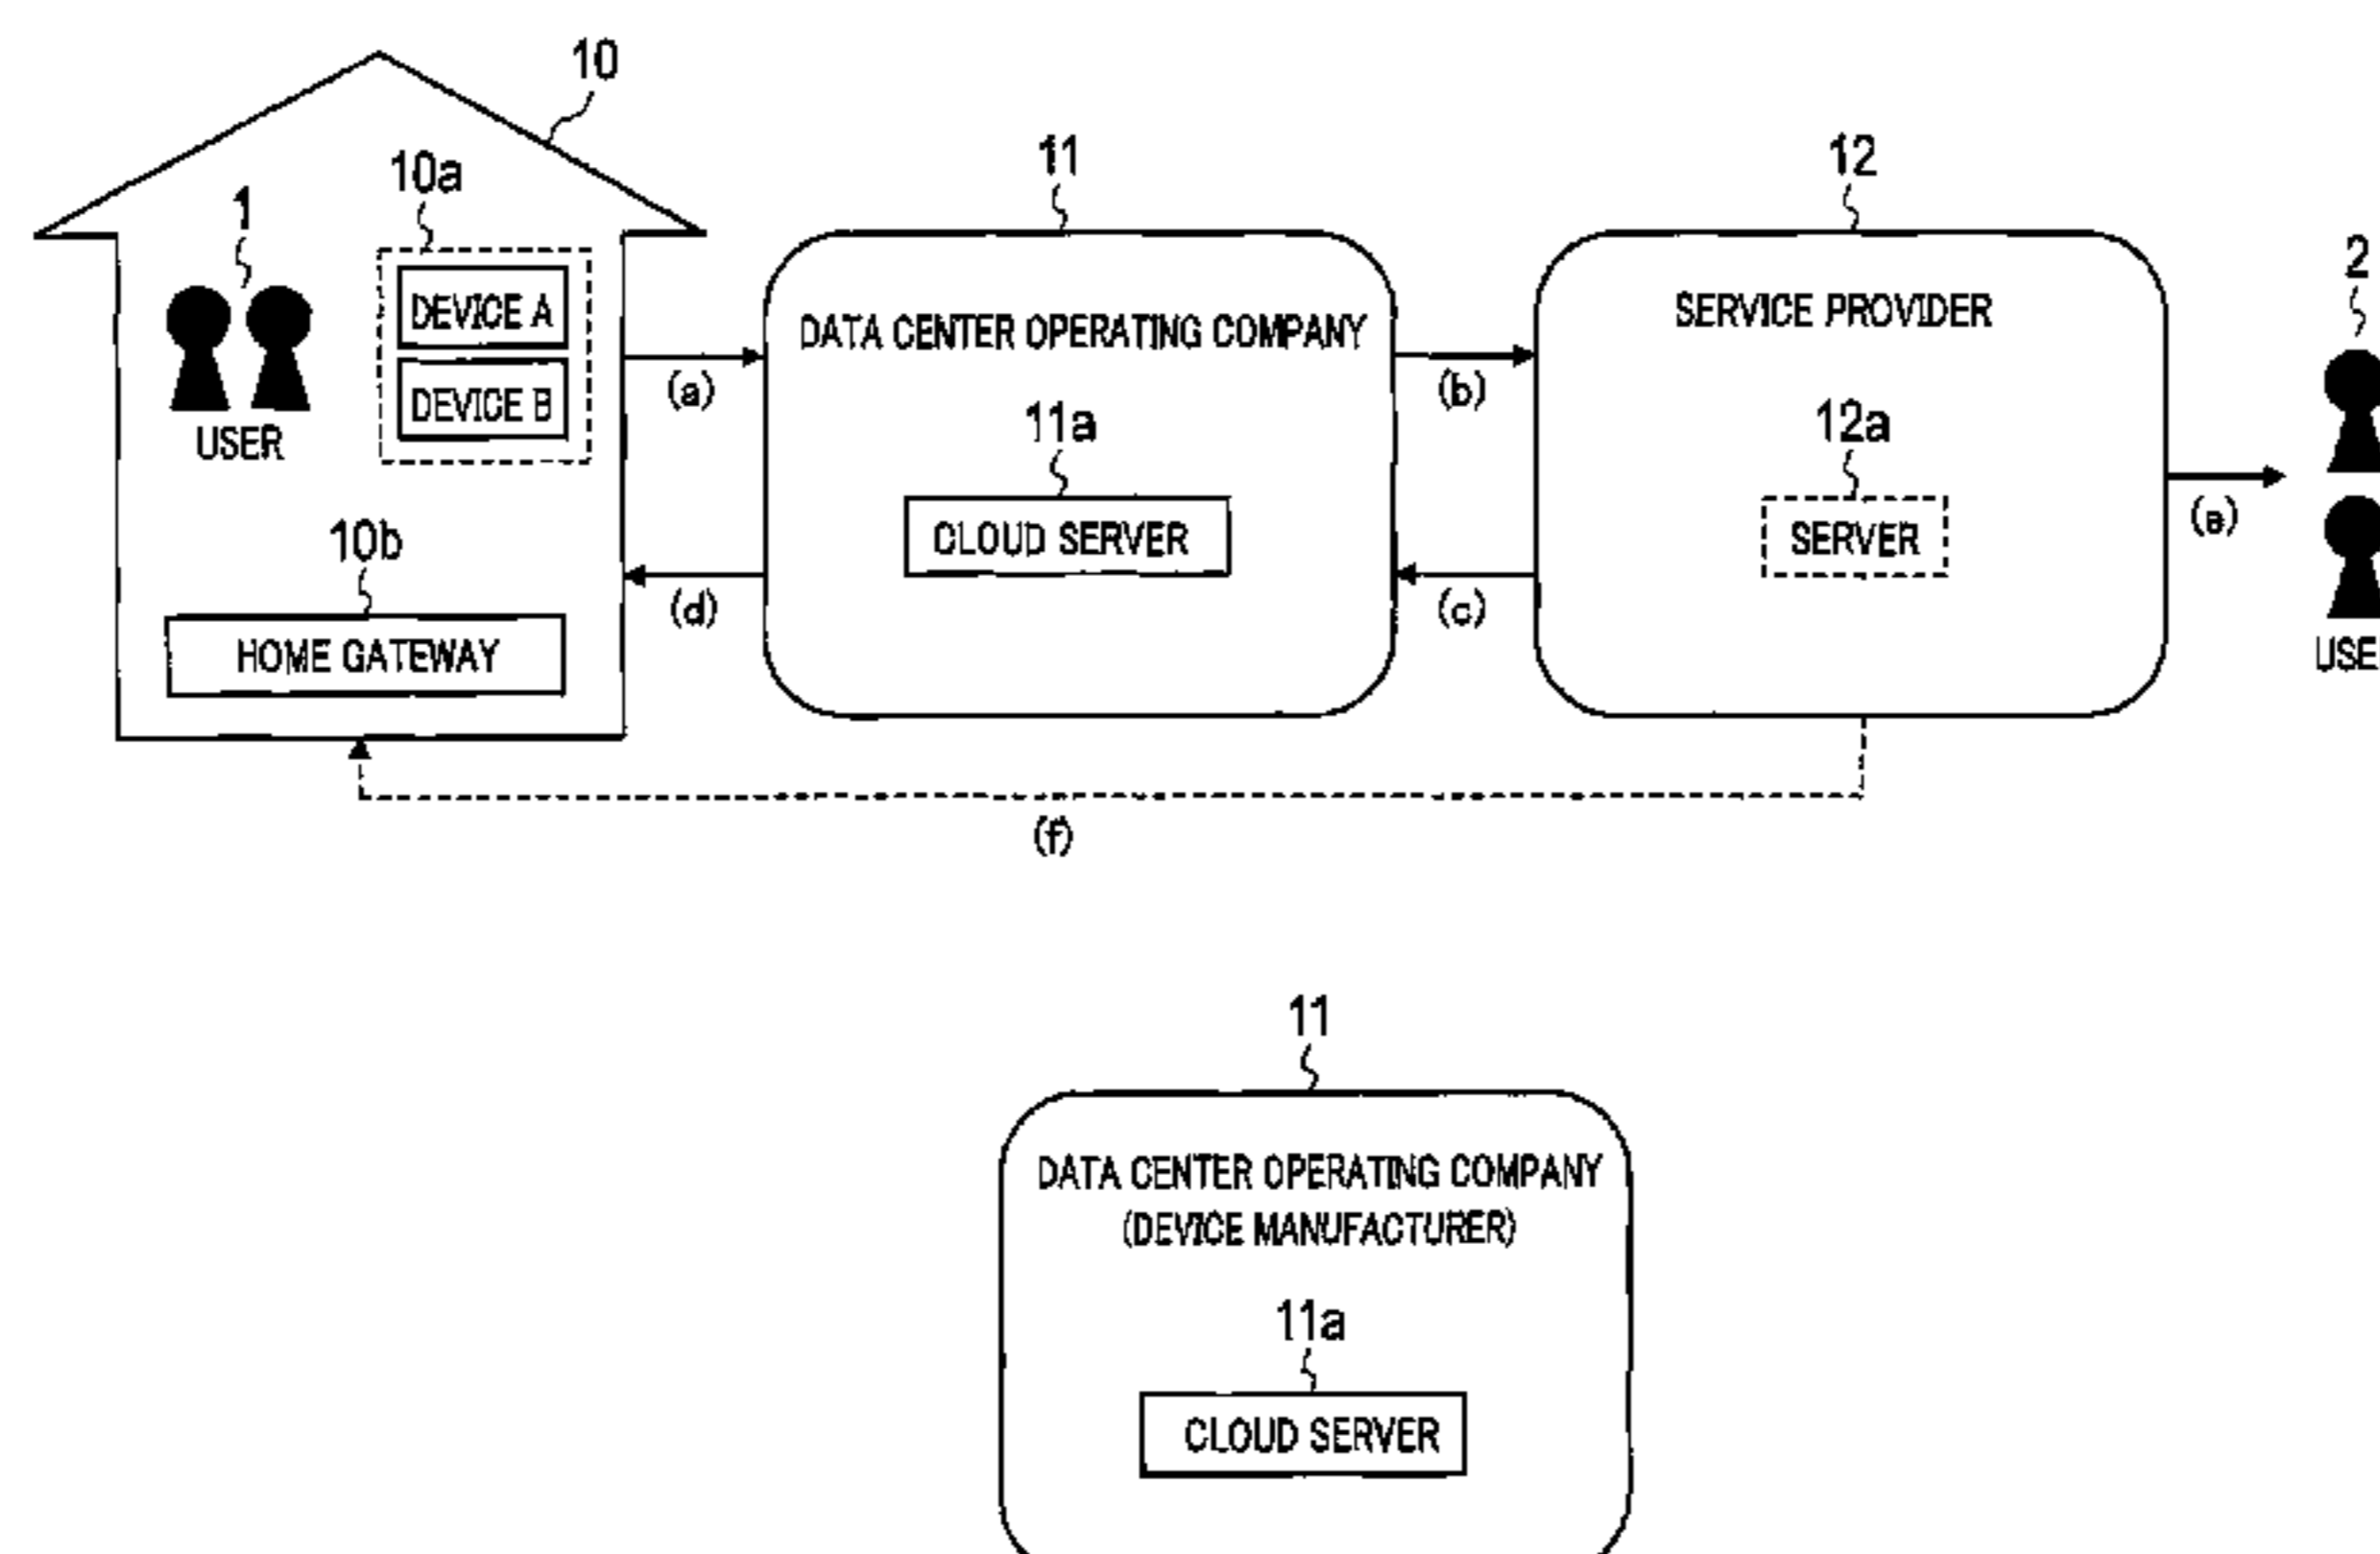 10
10a
1
DEVICE A
DEVICE B
USER
10b
HOME GATEWAY
(a)
(d)
11
DATA CENTER OPERATING COMPANY
11a
CLOUD SERVER
(b)
(c)
12
SERVICE PROVIDER
12a
SERVER
(e)
2
USE
(f)
11
DATA CENTER OPERATING COMPANY
(DEVICE MANUFACTURER)
11a
CLOUD SERVER